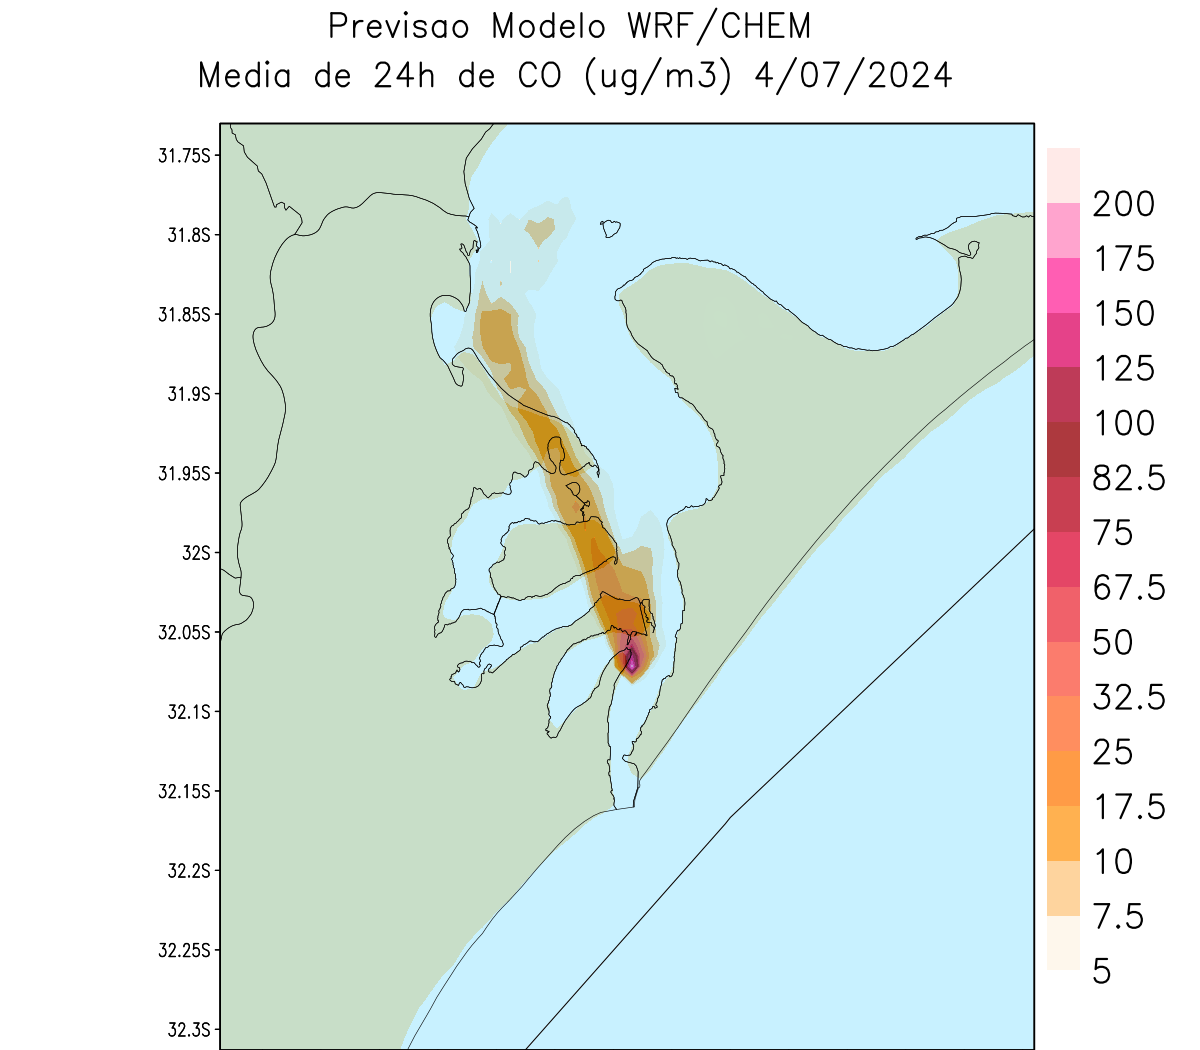 Previsao Modelo WRF/CHEM
Media de 24h de CO (ug/m3) 4/07/2024
31.75S
31.8S
31.85S
31.9S
31.95S
32S
32.05S
32.1S
32.15S
32.2S
32.25S
32.3S
200
175
150
125
100
82.5
75
67.5
50
32.5
25
17.5
10
7.5
5